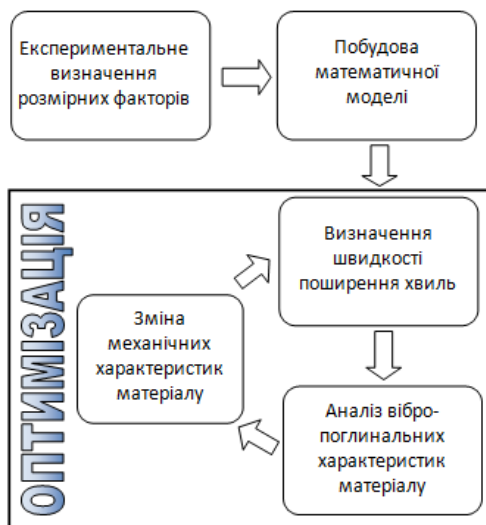 Експериментальне
визначення
розмірних факторів
Побудова
математичної
моделі
ОПТИМІЗАЦІЯ
Визначення
швидкості
поширення хвиль
Зміна
механічних
характеристик
матеріалу
Аналіз вібро-
поглинальних
характеристик
матеріалу